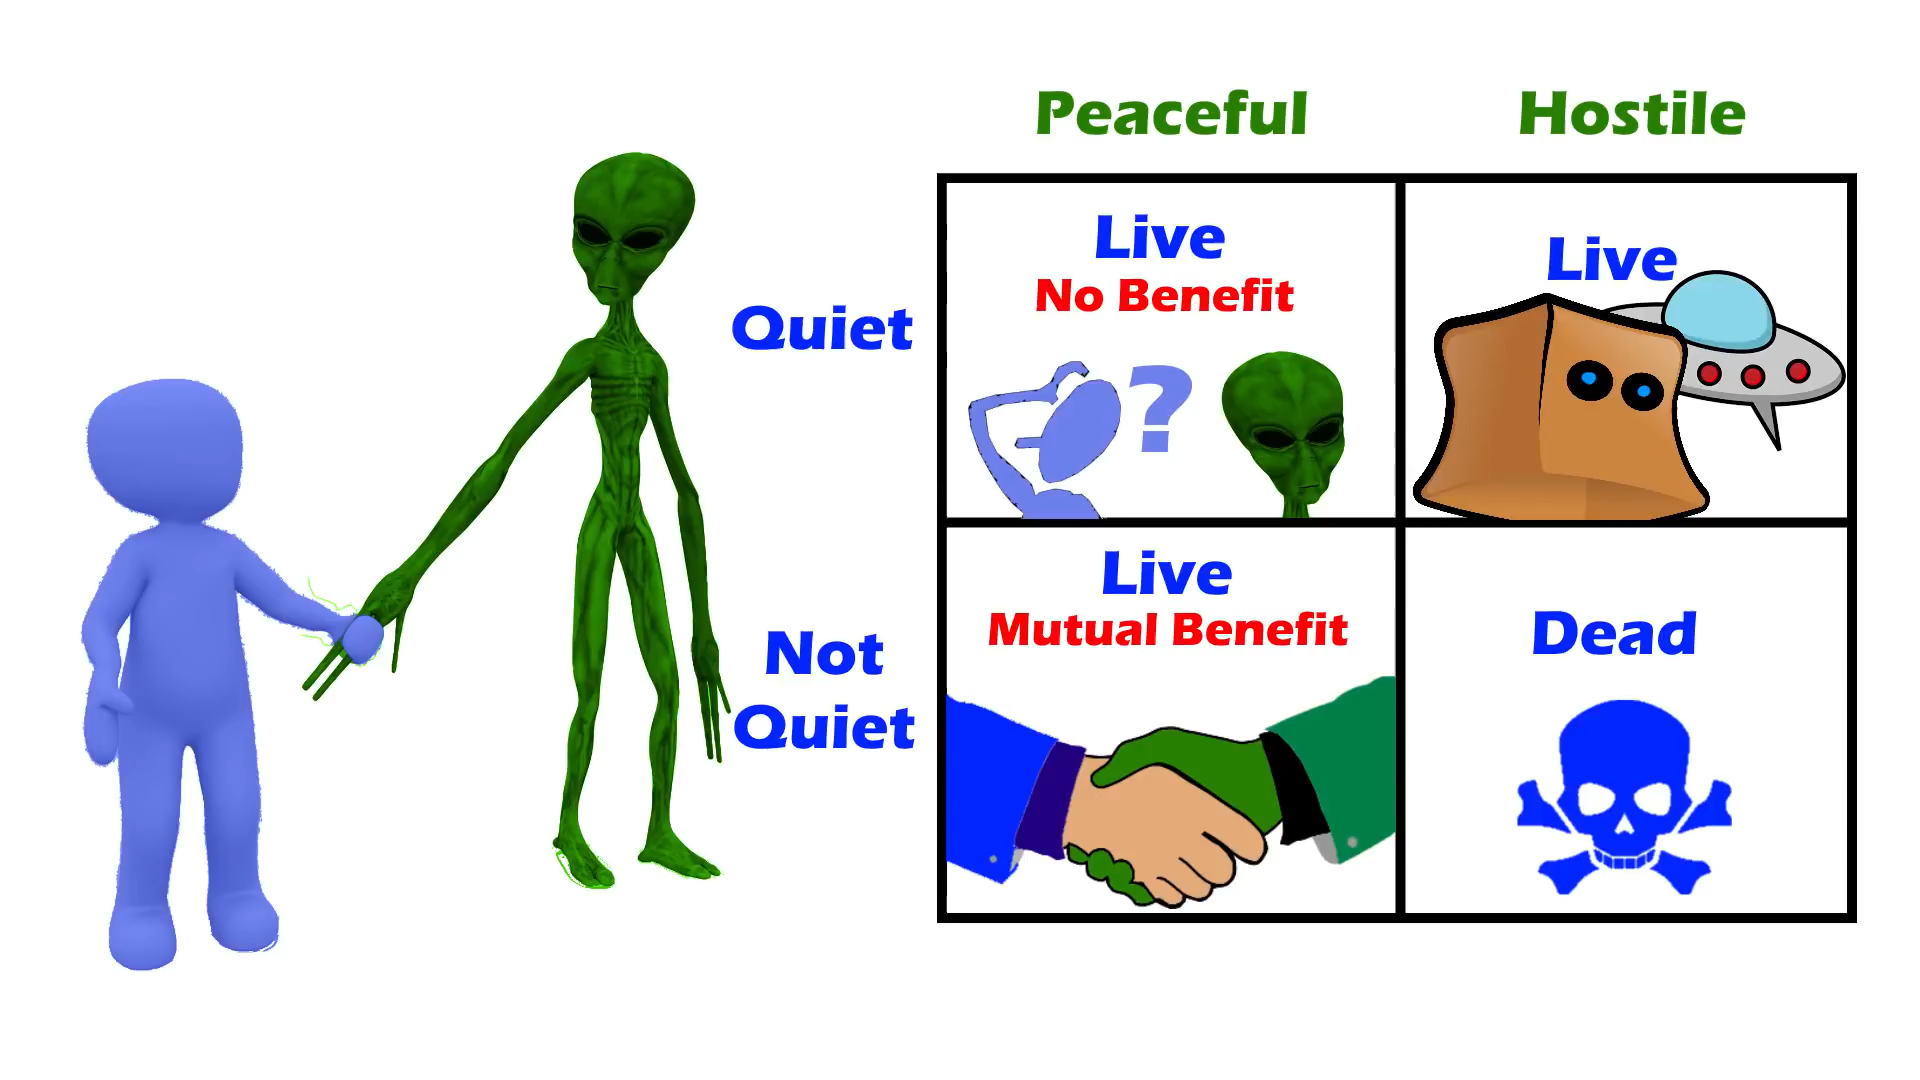 Peaceful
Hostile
Quiet
Live
No Benefit
?
Live
Not
Quiet
Live
Mutual Benefit
Dead